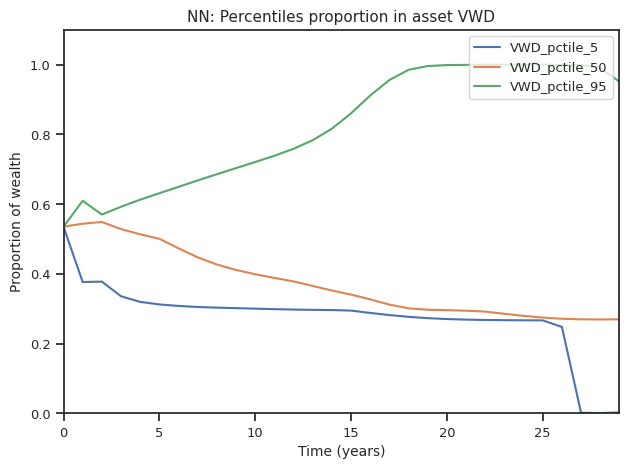 NN: Percentiles proportion in asset VWD
VWD_pctile_5
VWD_pctile_50
VWD_pctile_95
Proportion of wealth
1.0
0.8
0.6
0.4
0.2
0.0
0 5 10 15 20 25
Time (years)